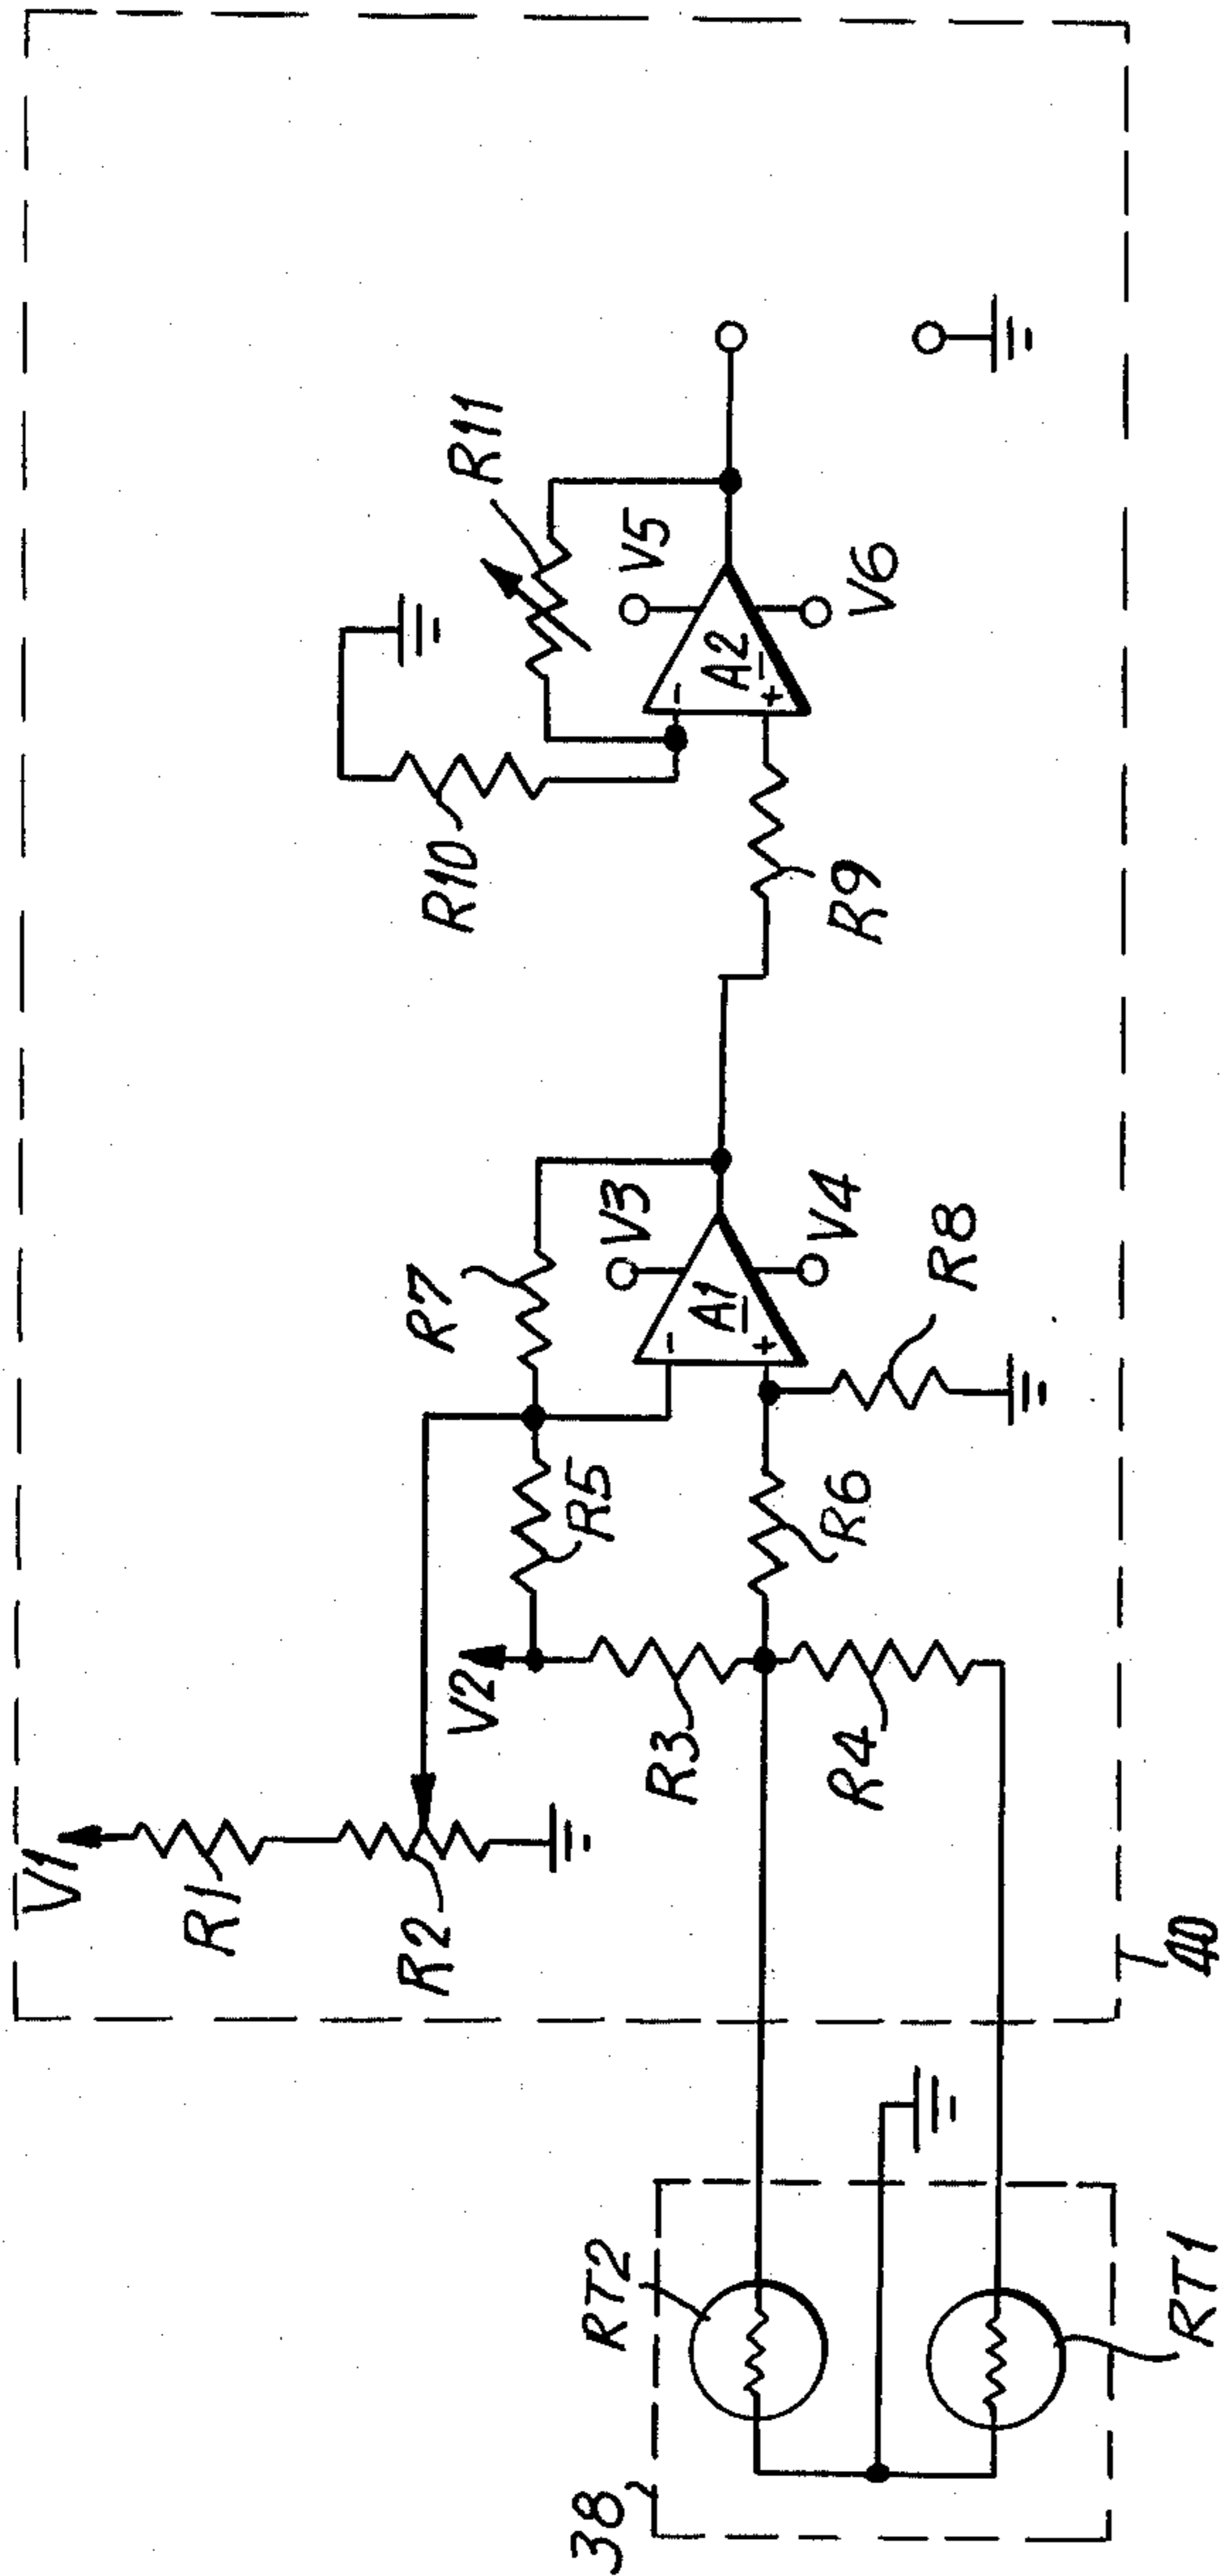 V1
R1
R2
V2
R3
R4
R5
R6
R7
V3
A1
-
+
V4
R8
R9
R10
R11
V5
A2
-
+
V6
40
38
RT2
RT1